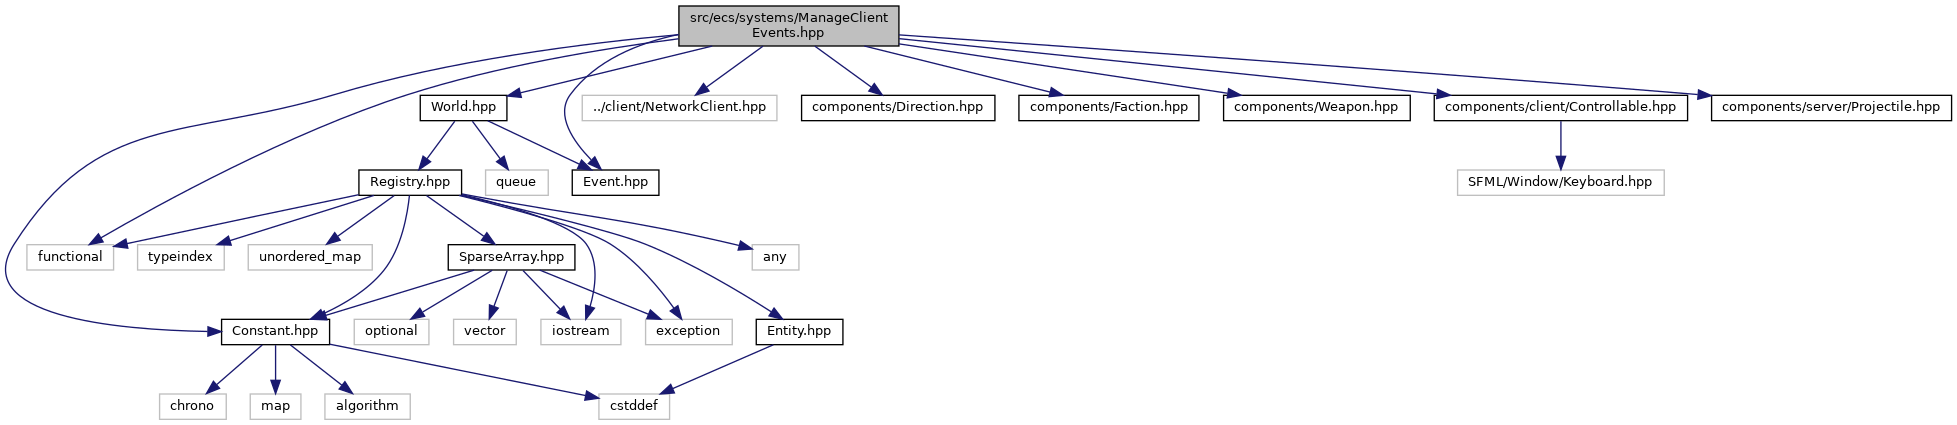 src/ecs/systems/ManageClient
Events.hpp
World.hpp
../client/NetworkClient.hpp
components/Direction.hpp
components/Faction.hpp
components/Weapon.hpp
components/client/Controllable.hpp
components/server/Projectile.hpp
Registry.hpp
queue
Event.hpp
SFML/Window/Keyboard.hpp
functional
typeindex
unordered_map
SparseArray.hpp
any
Constant.hpp
optional
vector
iostream
exception
Entity.hpp
chrono
map
algorithm
cstddef